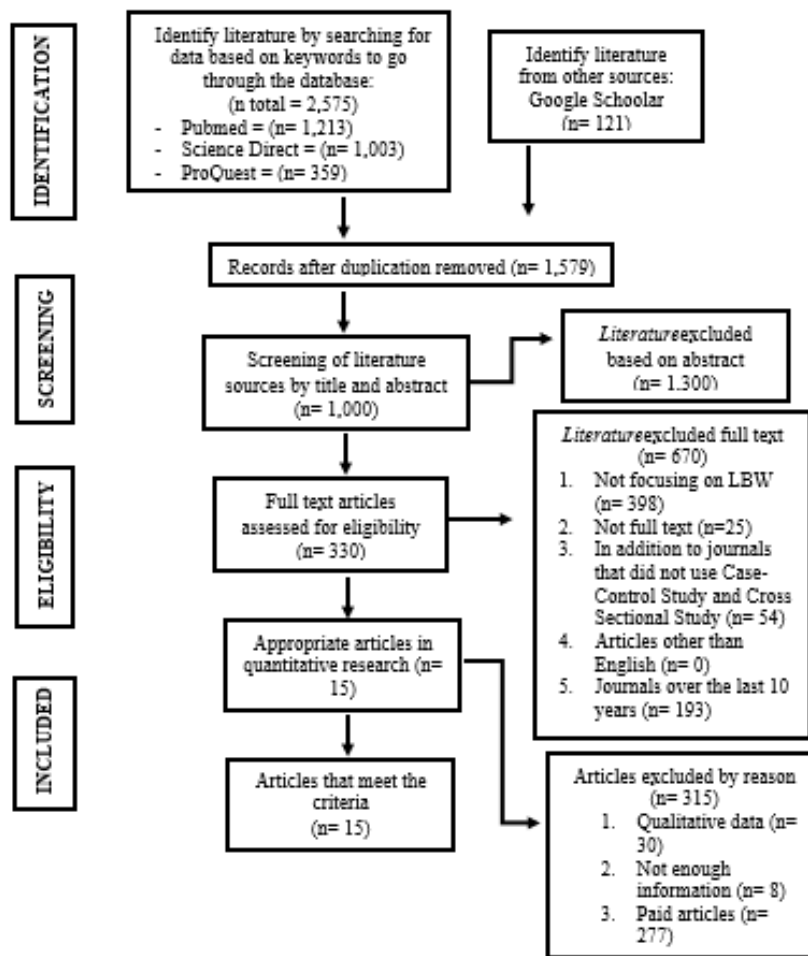 IDENTIFICATION
Identify literature by searching for
data based on keywords to go
through the database:
(n total = 2,575)
- Pubmed = (n= 1,213)
- Science Direct = (n= 1,003)
- ProQuest = (n= 359)
Identify literature
from other sources:
Google Schoolar
(n= 121)
Records after duplication removed (n= 1,579)
SCREENING
Screening of literature
sources by title and abstract
(n= 1,000)
Literatureexcluded
based on abstract
(n= 1.300)
ELIGIBILITY
Full text articles
assessed for eligibility
(n= 330)
Literatureexcluded full text
(n= 670)
1. Not focusing on LBW
(n= 398)
2. Not full text (n=25)
3. In addition to journals
that did not use Case-
Control Study and Cross
Sectional Study (n= 54)
4. Articles other than
English (n= 0)
5. Journals over the last 10
years (n= 193)
Appropriate articles in
quantitative research (n=
15)
INCLUDED
Articles that meet the
criteria
(n= 15)
Articles excluded by reason
(n= 315)
1. Qualitative data (n=
30)
2. Not enough
information (n= 8)
3. Paid articles (n=
277)